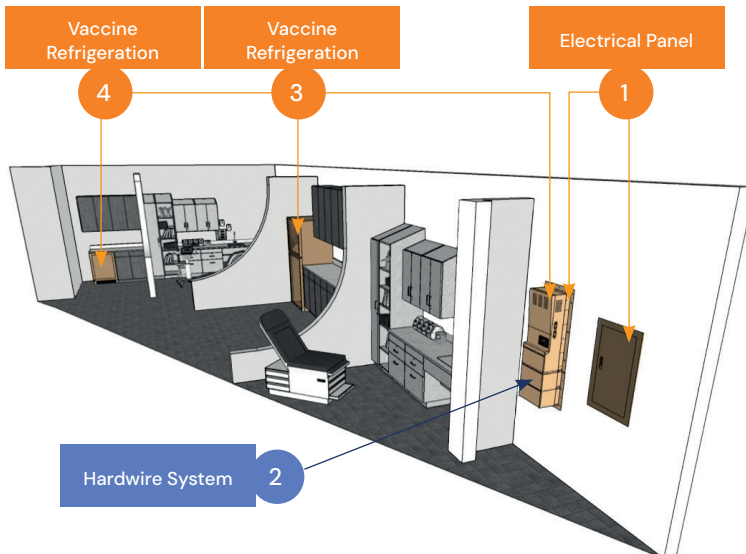 Vaccine
Refrigeration
Vaccine
Refrigeration
Electrical Panel
4
3
1
Hardwire System
2